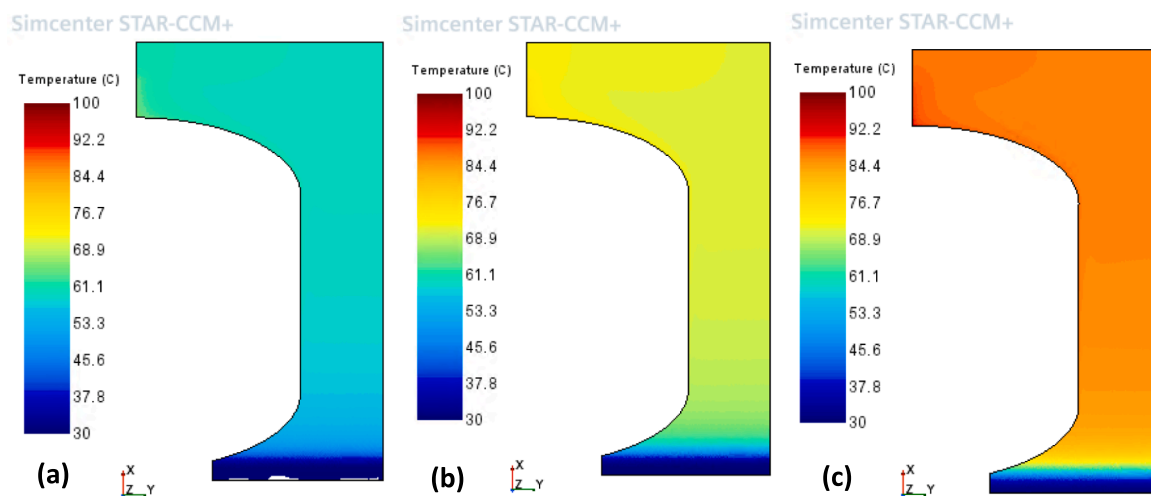 Simcenter STAR-CCM+
Temperature (C)
100
92.2
84.4
76.7
68.9
61.1
53.3
45.6
37.8
30
(a)
X
Z Y
Simcenter STAR-CCM+
Temperature (C)
100
92.2
84.4
76.7
68.9
61.1
53.3
45.6
37.8
30
(b)
X
Z Y
Simcenter STAR-CCM+
Temperature (C)
100
92.2
84.4
76.7
68.9
61.1
53.3
45.6
37.8
30
(c)
X
Z Y